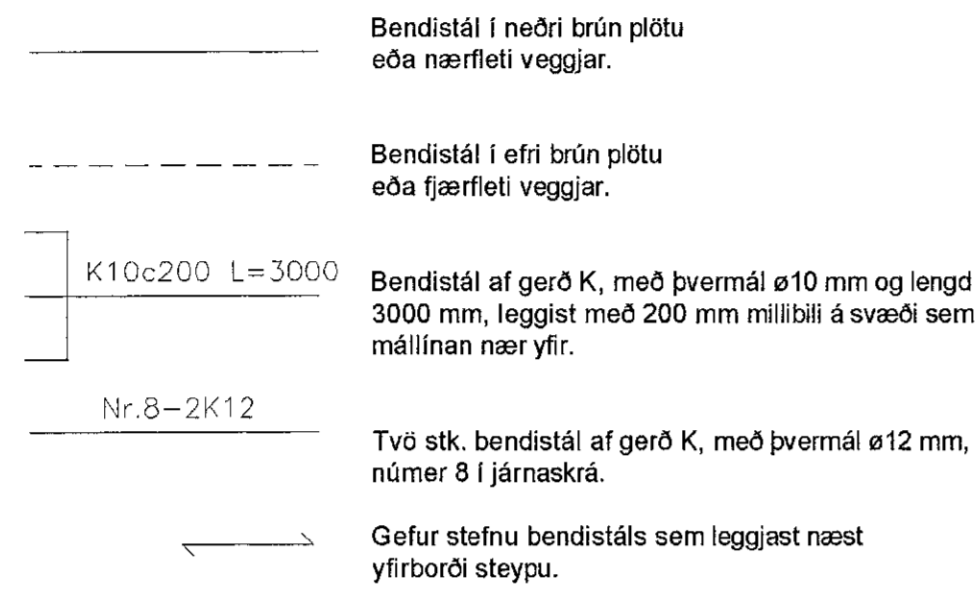 Bendistál í neðri brún plötu
eða nærfleti veggjar.
Bendistál í efri brún plötu
eða fjærfleti veggjar.
K10c200 L=3000
Bendistál af gerð K, með þvermál ø10 mm og lengd
3000 mm, leggist með 200 mm millibili á svæði sem
mállínan nær yfir.
Nr.8-2K12
Tvö stk. bendistál af gerð K, með þvermál ø12 mm,
númer 8 í járnaskrá.
Gefur stefnu bendistáls sem leggjast næst
yfirborði steypu.